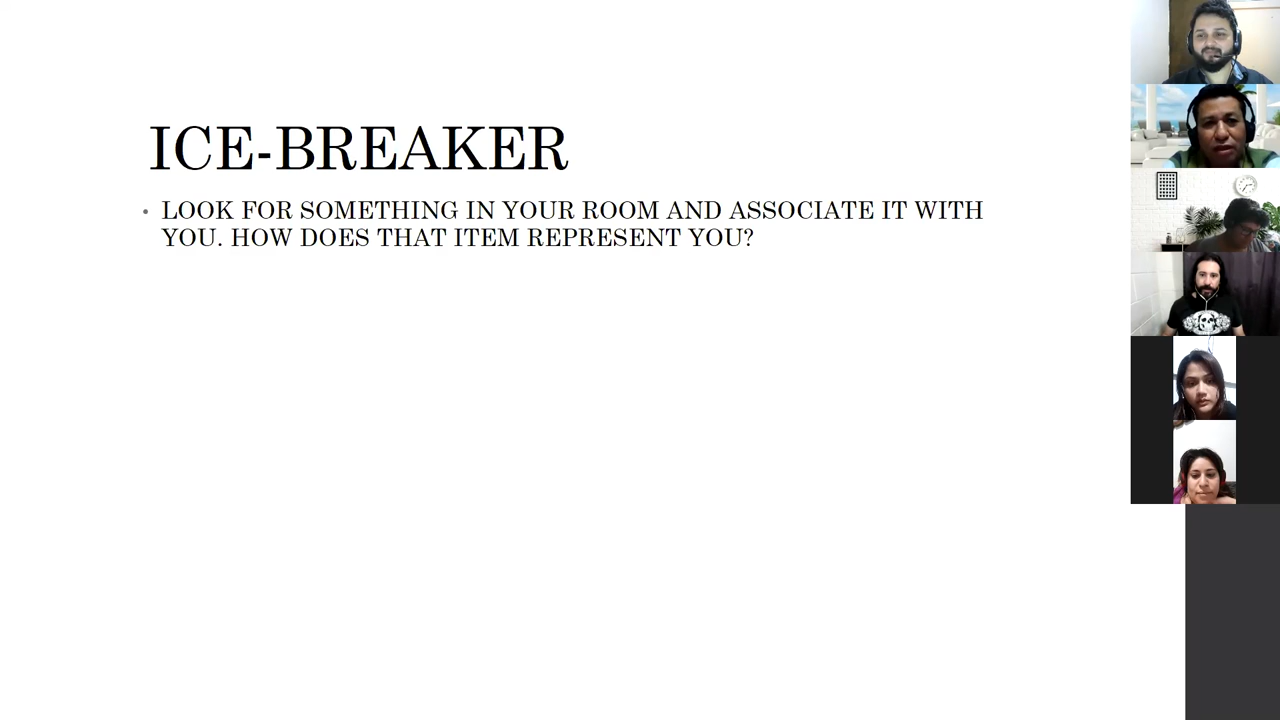 ICE-BREAKER
• LOOK FOR SOMETHING IN YOUR ROOM AND ASSOCIATE IT WITH
YOU. HOW DOES THAT ITEM REPRESENT YOU?